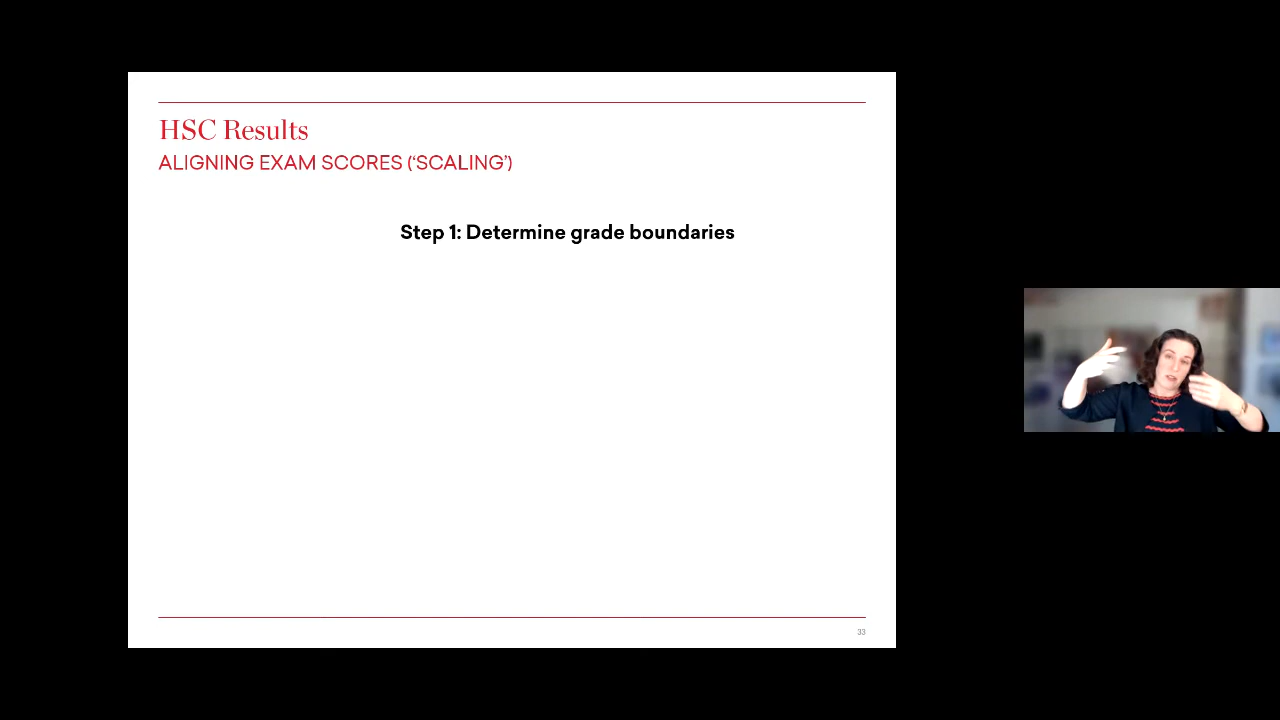 HSC Results
ALIGNING EXAM SCORES (‘SCALING’)
Step 1: Determine grade boundaries
33